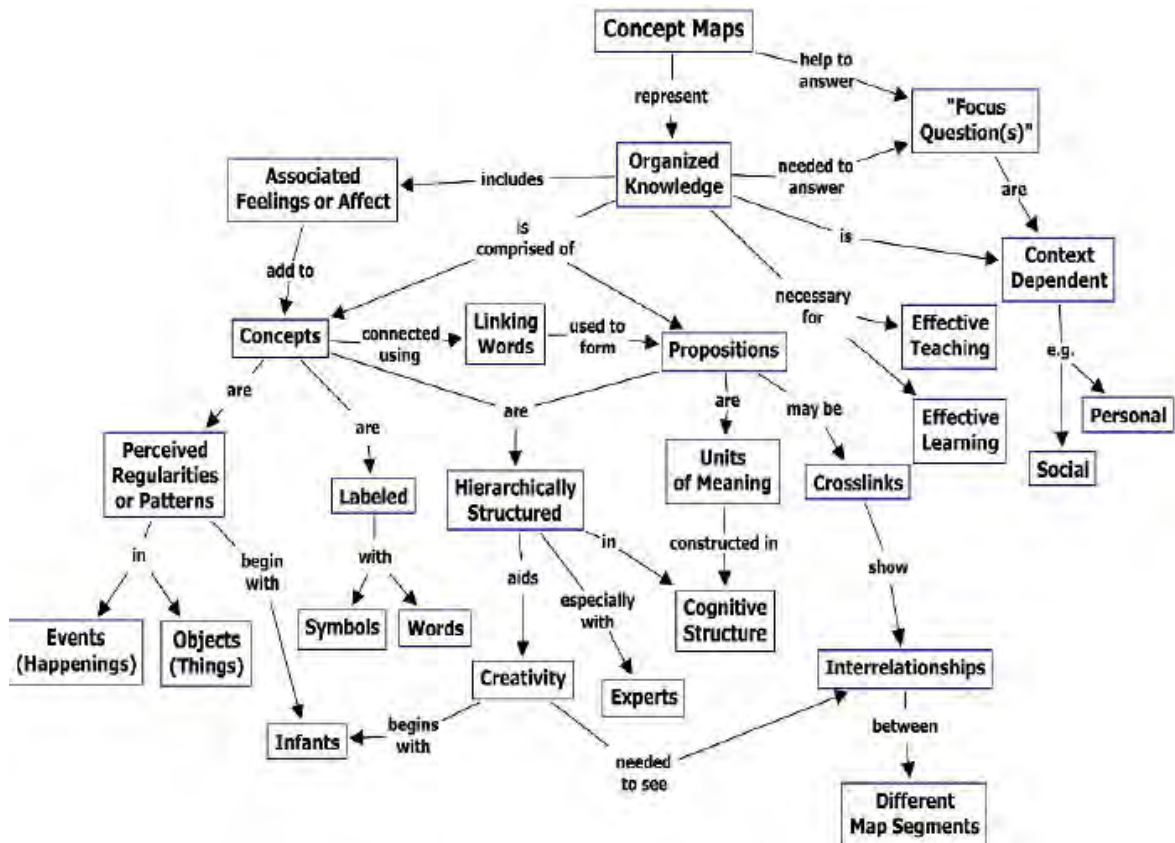 Concept Maps
help to
answer
represent
"Focus
Question(s)"
Organized
Knowledge
needed to
answer
Associated
Feelings or Affect
includes
are
is
comprised of
is
Context
Dependent
add to
necessary
for
Concepts
connected
using
Linking
Words
used to
form
Propositions
Effective
Teaching
e.g.
are
are
are
may be
Effective
Learning
Personal
are
Perceived
Regularities
or Patterns
Labeled
Hierarchically
Structured
Units
of Meaning
Crosslinks
Social
in
begin
with
with
aids
in
constructed in
especially
with
show
Events
(Happenings)
Objects
(Things)
Symbols
Words
Cognitive
Structure
Creativity
Experts
Interrelationships
Infants
begins
with
needed
to see
between
Different
Map Segments